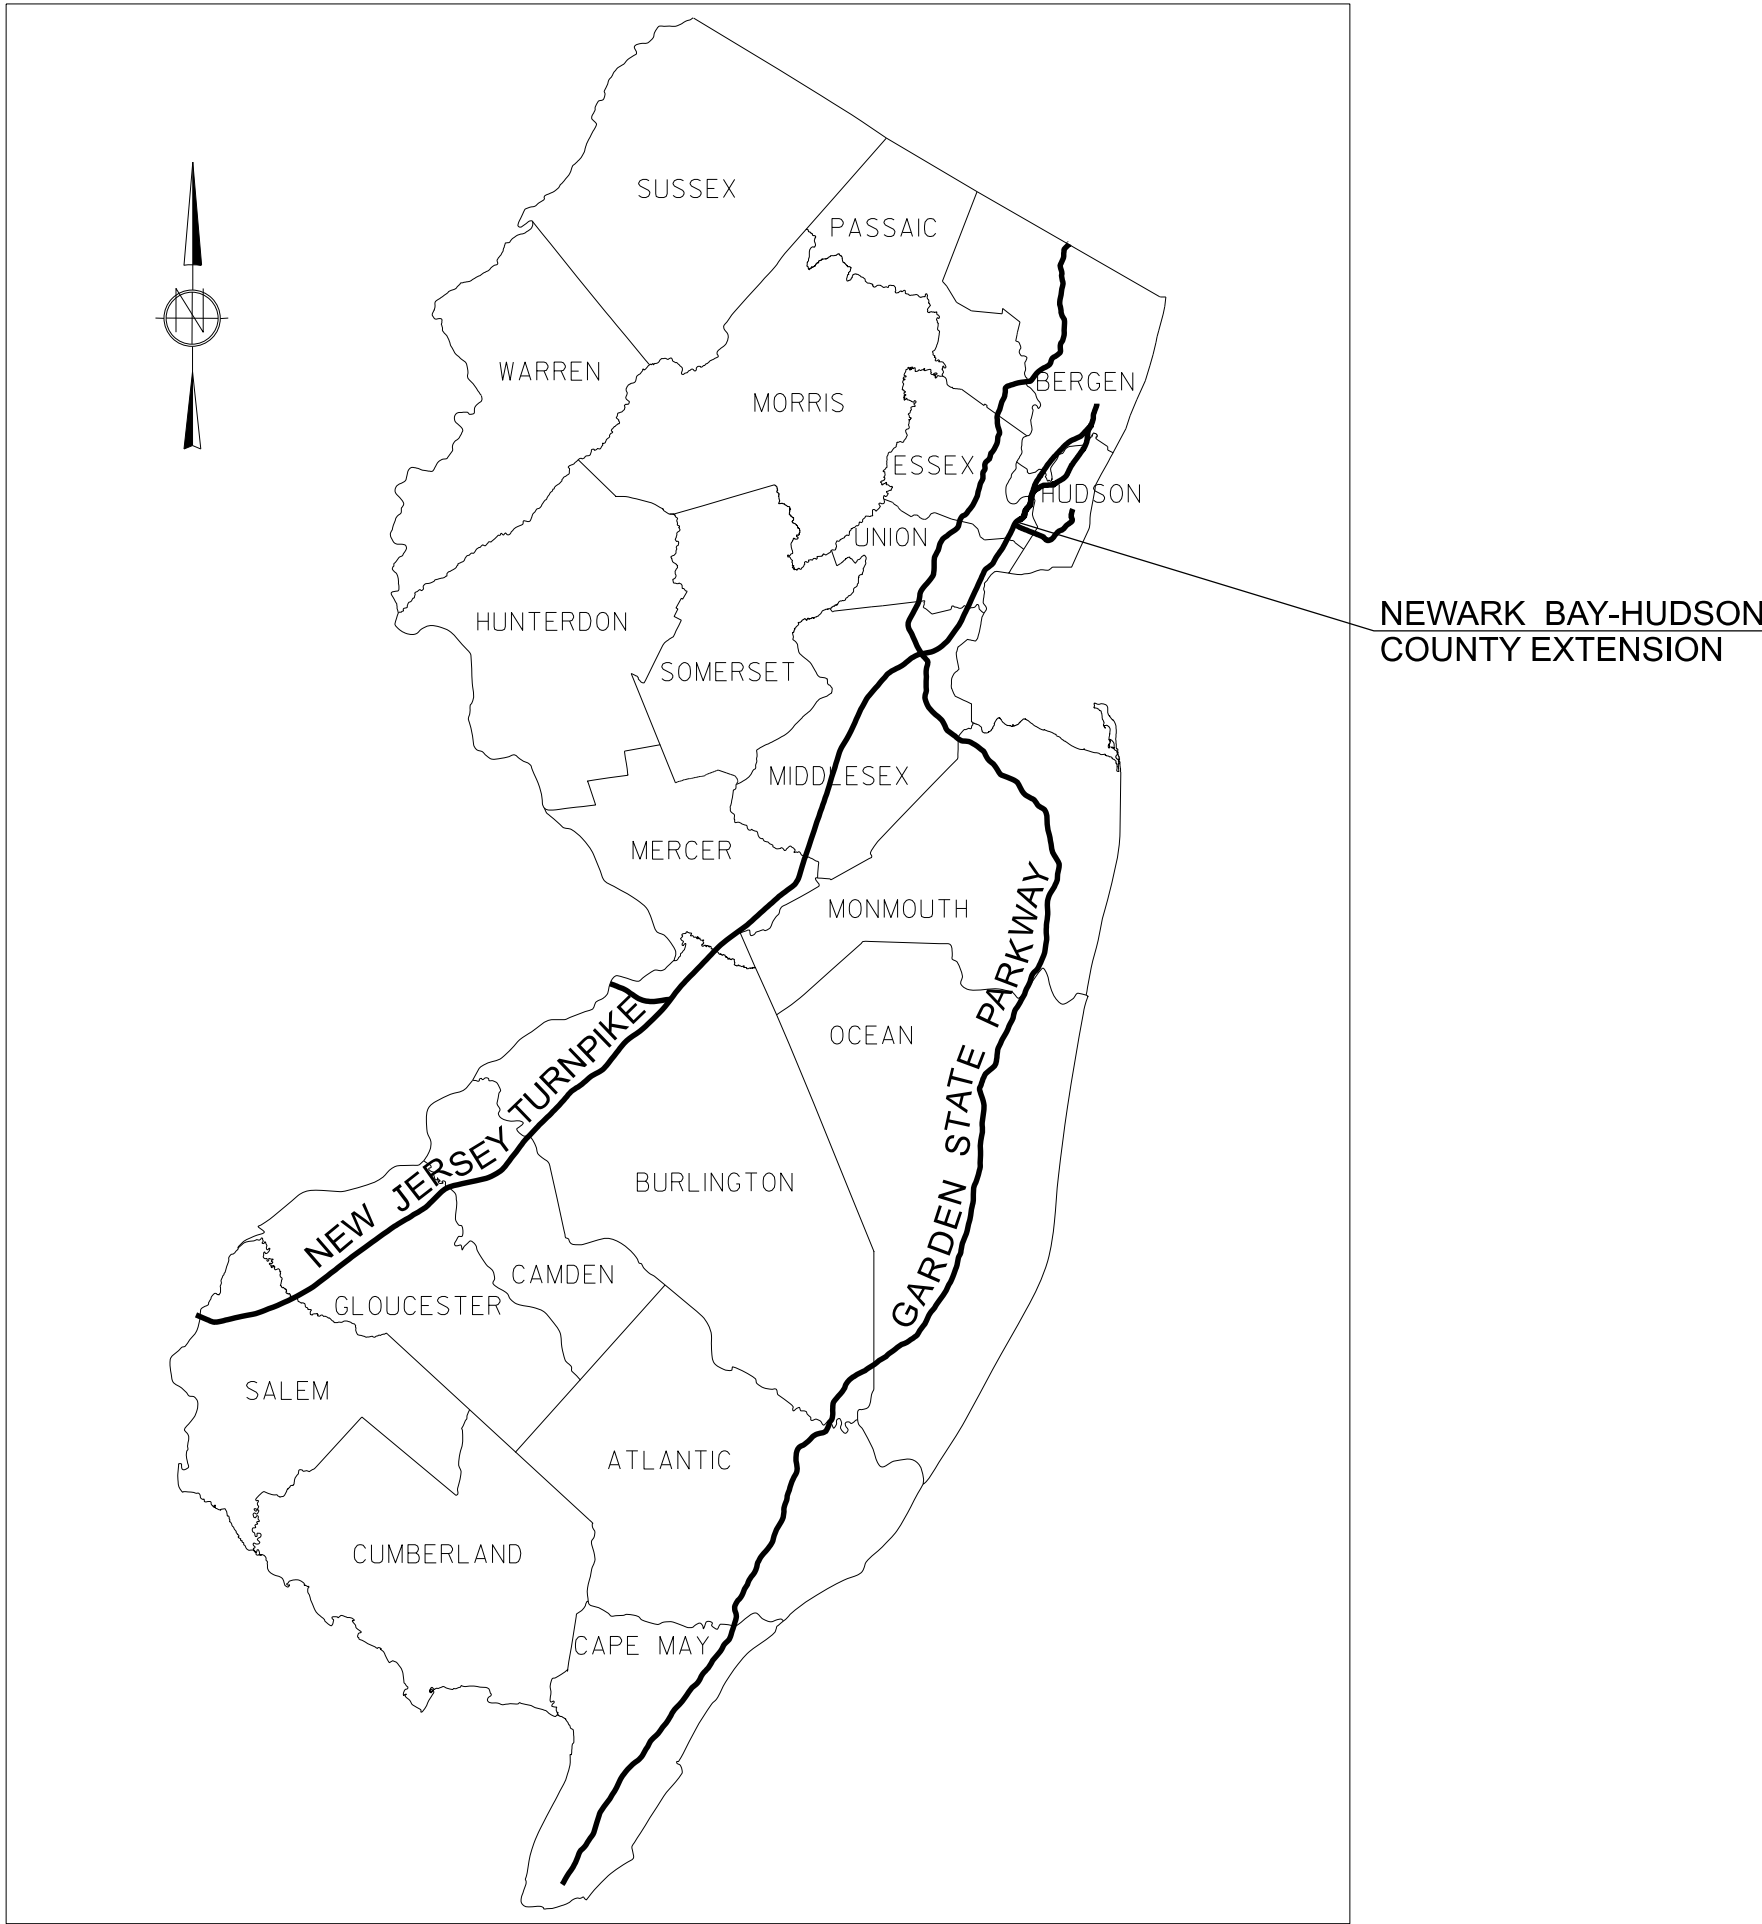 SUSSEX
PASSAIC
N
WARREN
BERGEN
MORRIS
ESSEX
HUDSON
UNION
NEWARK BAY-HUDSON
COUNTY EXTENSION
HUNTERDON
SOMERSET
MIDDLESEX
MERCER
MONMOUTH
GARDEN STATE PARKWAY
OCEAN
NEW JERSEY TURNPIKE
BURLINGTON
CAMDEN
GLOUCESTER
SALEM
ATLANTIC
CUMBERLAND
CAPE MAY